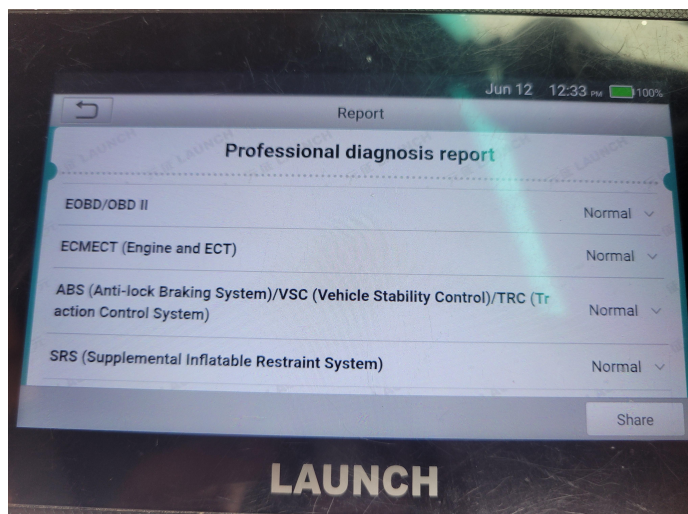 Jun 12 12:33 PM 100%
Report
Professional diagnosis report
EOBD/OBD II Normal
ECMECT (Engine and ECT) Normal
ABS (Anti-lock Braking System)/VSC (Vehicle Stability Control)/TRC (Tr
action Control System) Normal
SRS (Supplemental Inflatable Restraint System) Normal
Share
LAUNCH